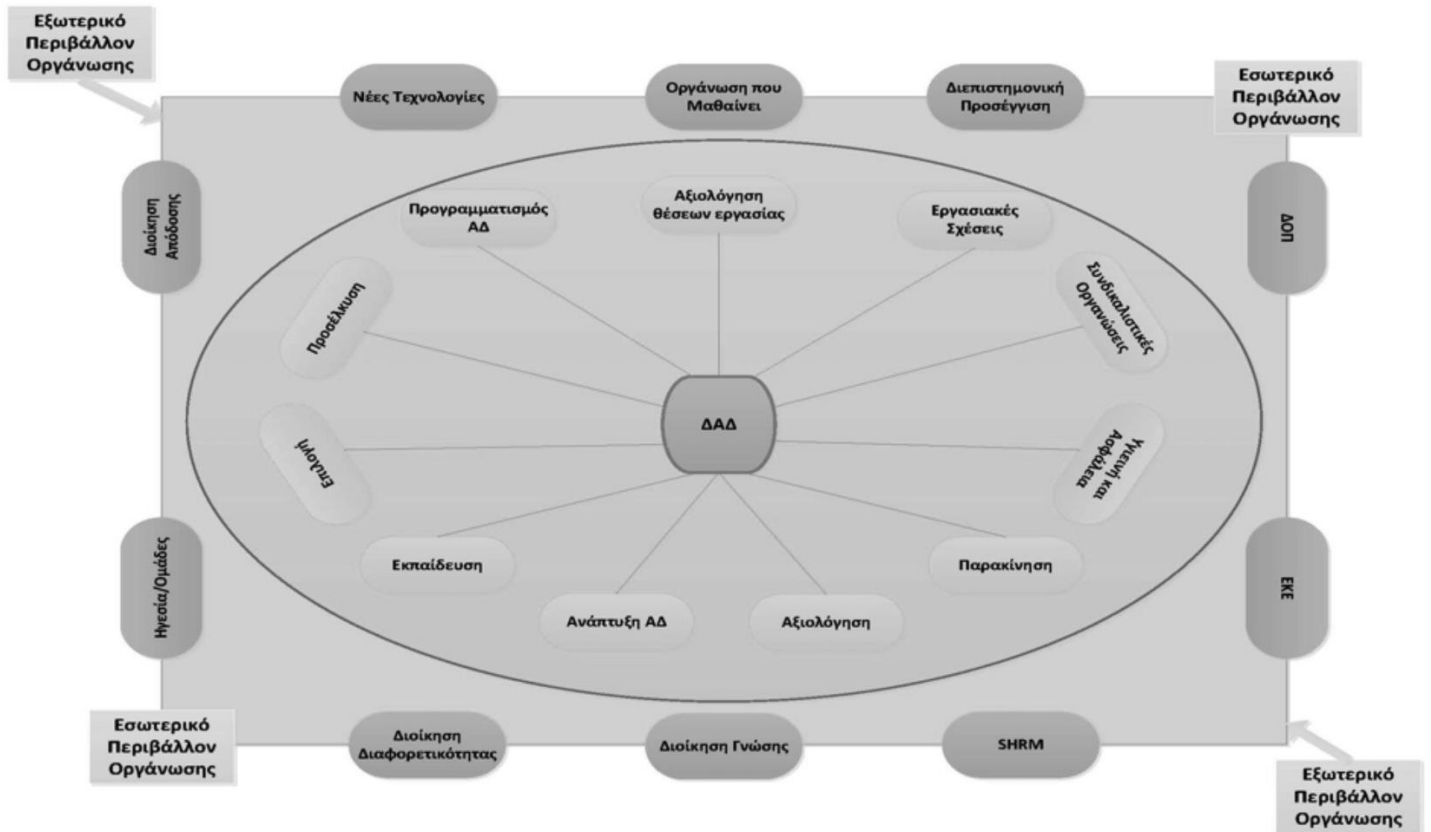 Εξωτερικό
Περιβάλλον
Οργάνωσης
Νέες Τεχνολογίες
Οργάνωση που
Μαθαίνει
Διεπιστημονική
Προσέγγιση
Εσωτερικό
Περιβάλλον
Οργάνωσης
Διοίκηση
Απόδοσης
Προγραμματισμός
ΑΔ
Αξιολόγηση
θέσεων εργασίας
Εργασιακές
Σχέσεις
ΔΟΠ
Προσέλκυση
Συνδικαλιστικές
Οργανώσεις
ΔΑΔ
Επιλογή
Υγιεινή και
Ασφάλεια
Ηγεσία/Ομάδες
Εκπαίδευση
Παρακίνηση
ΕΚΕ
Ανάπτυξη ΑΔ
Αξιολόγηση
Εσωτερικό
Περιβάλλον
Οργάνωσης
Διοίκηση
Διαφορετικότητας
Διοίκηση Γνώσης
SHRM
Εξωτερικό
Περιβάλλον
Οργάνωσης